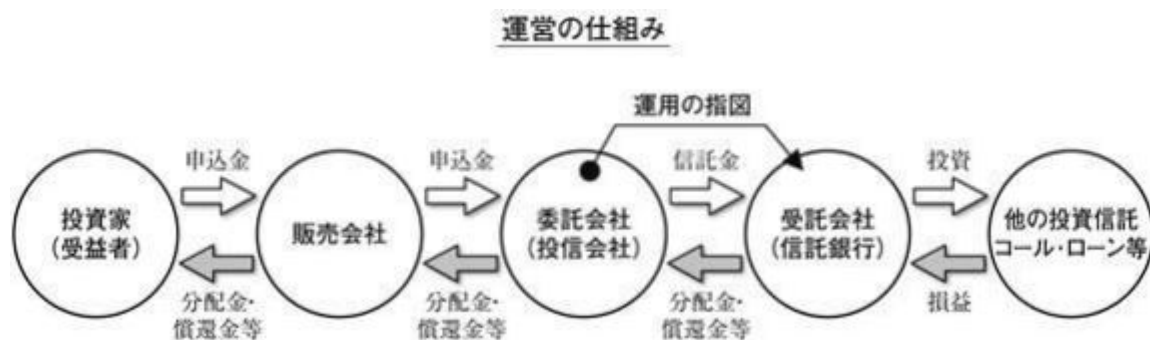 運営の仕組み
運用の指図
申込金
申込金
信託金
投資
投資家
(受益者)
販売会社
委託会社
(投信会社)
受託会社
(信託銀行)
他の投資信託
コール・ローン等
分配金・
償還金等
分配金・
償還金等
分配金・
償還金等
損益